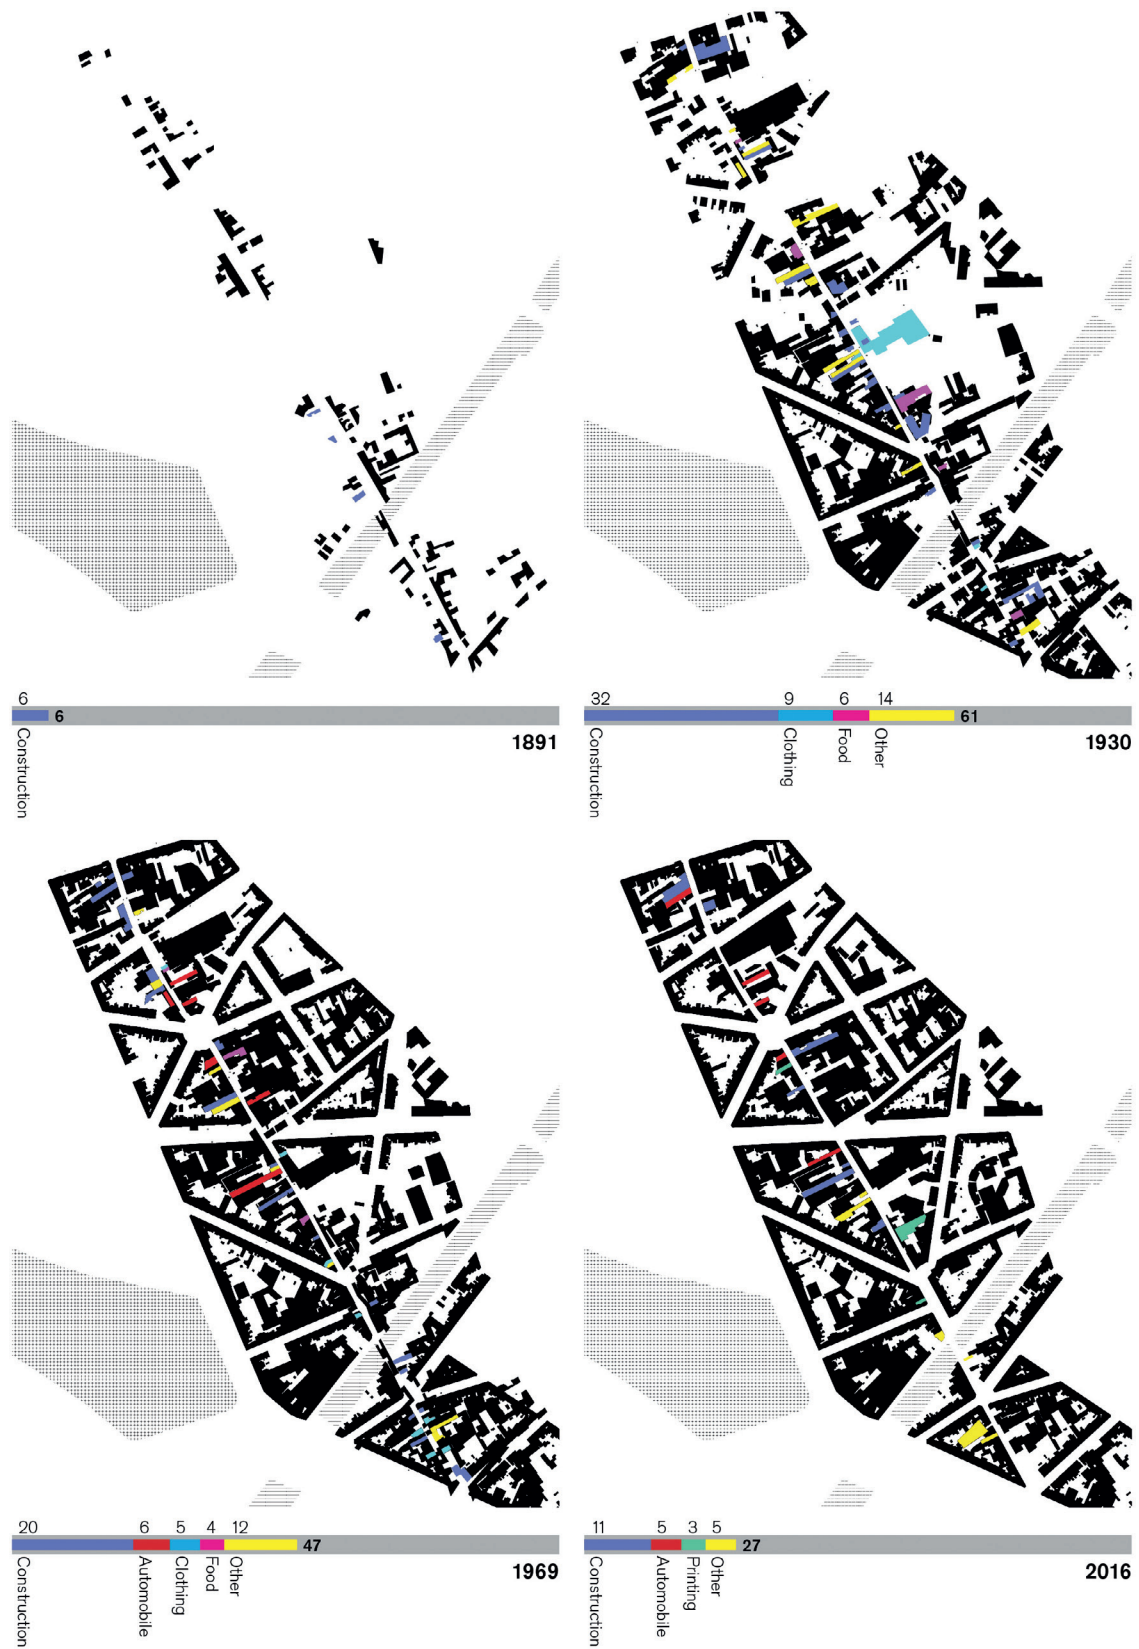 6
6
1891
Construction
32 9 6 14
61
1930
Construction
Clothing
Food
Other
20 6 5 4 12
47
1969
Construction
Automobile
Clothing
Food
Other
11 5 3 5
27
2016
Construction
Automobile
Printing
Other